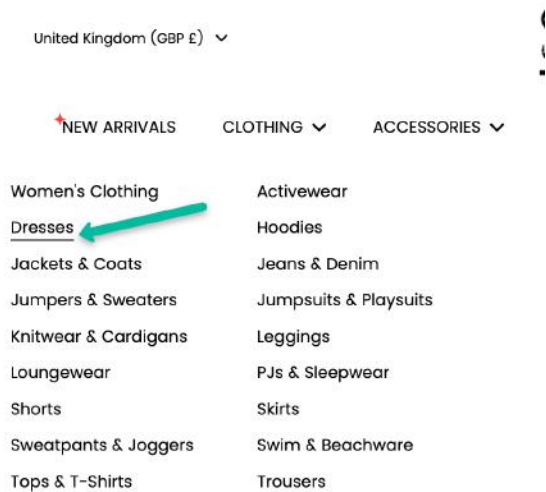 United Kingdom (GBP £)
NEW ARRIVALS CLOTHING ACCESSORIES
Women's Clothing
Dresses
Jackets & Coats
Jumpers & Sweaters
Knitwear & Cardigans
Loungewear
Shorts
Sweatpants & Joggers
Tops & T-Shirts
Activewear
Hoodies
Jeans & Denim
Jumpsuits & Playsuits
Leggings
PJs & Sleepwear
Skirts
Swim & Beachware
Trousers